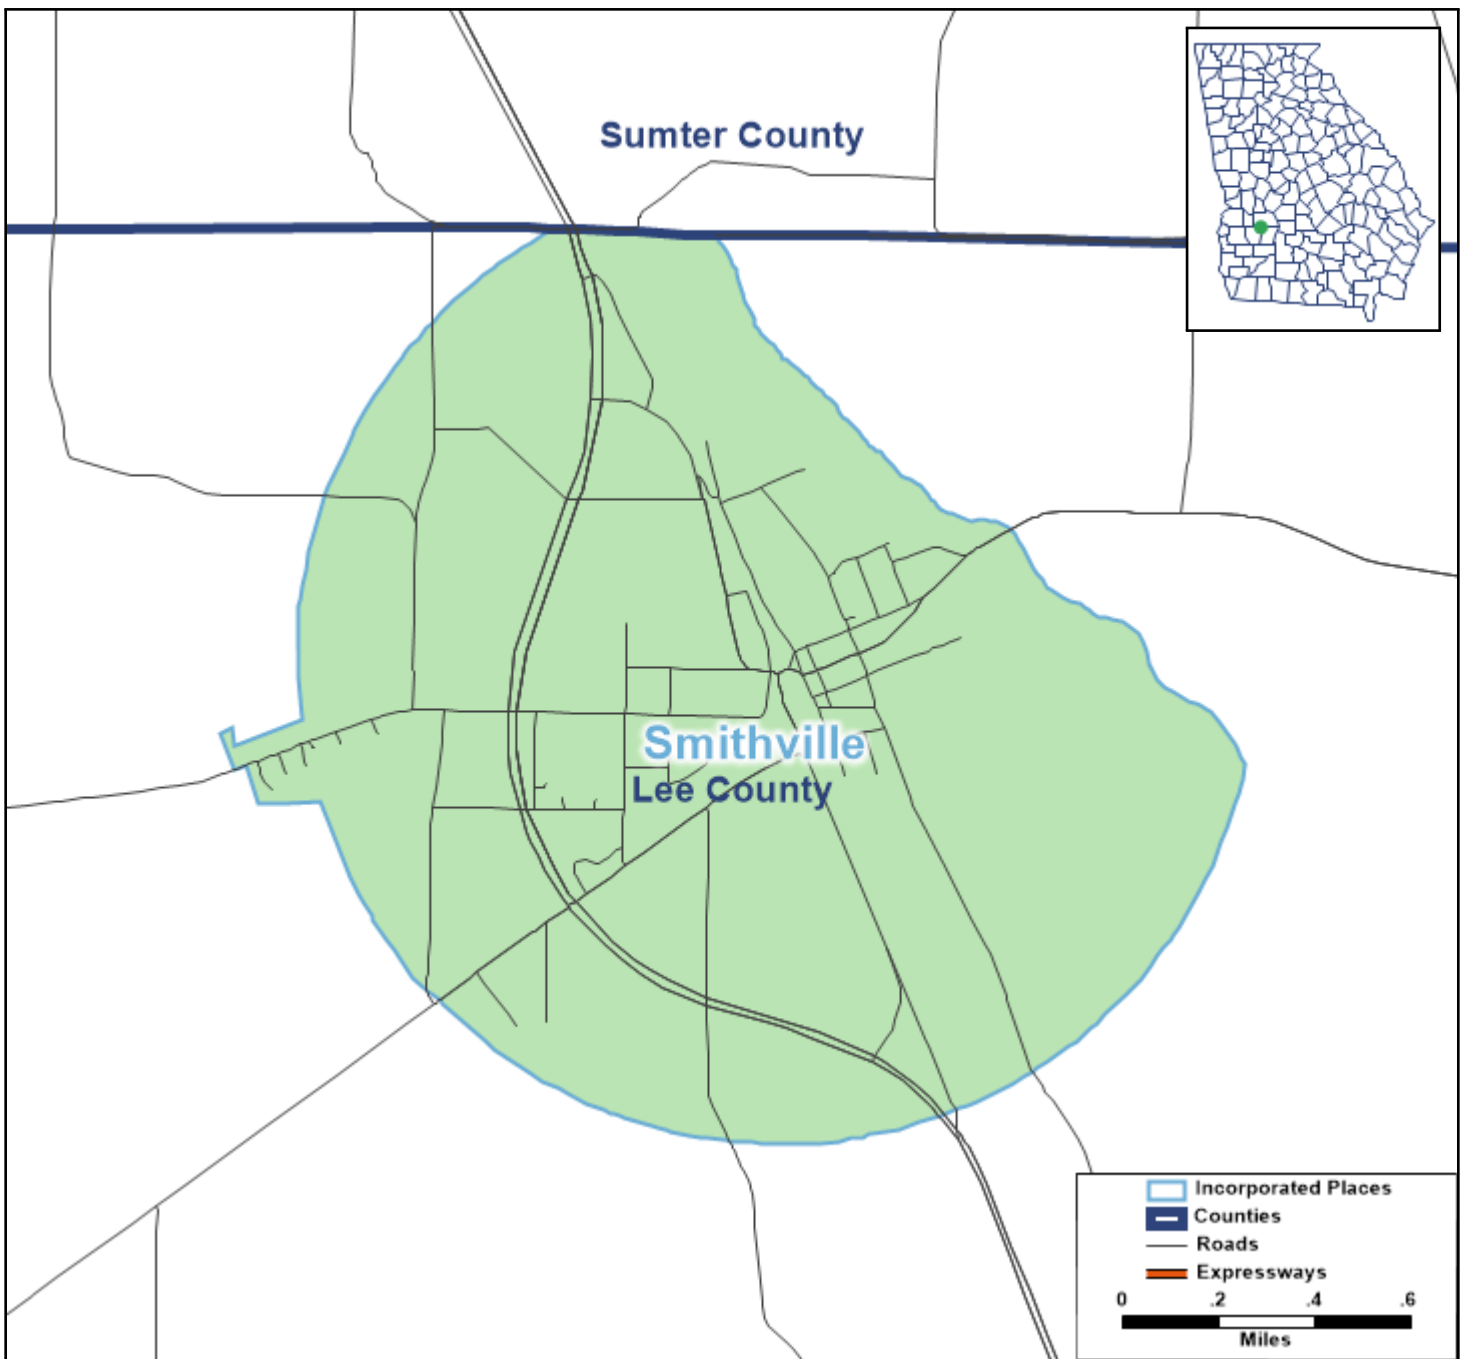 Sumter County
Smithville
Lee County
Incorporated Places
Counties
Roads
Expressways
0 .2 .4 .6
Miles